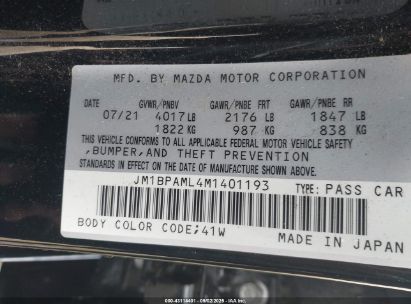 MFD. BY MAZDA MOTOR CORPORATION
GVWR/PNBV GAWR/PNBE FRT GAWR/PNBE RR
07/21 4017LB 2176 LB 1847 LB
1822 KG 987 KG 838 KG
THIS VEHICLE CONFORMS TO ALL APPLICABLE
FEDERAL MOTOR VEHICLE SAFETY
,BUMPER,AND THEFT PREVENTION
STANDARDS IN EFFECT ON THE DATE OF
MANUFACTURE SHOWN ABOVE.
JM1BPAML4M1401193 TYPE: PASS CAR
BODY COLOR CODE;41W MADE IN JAPAN